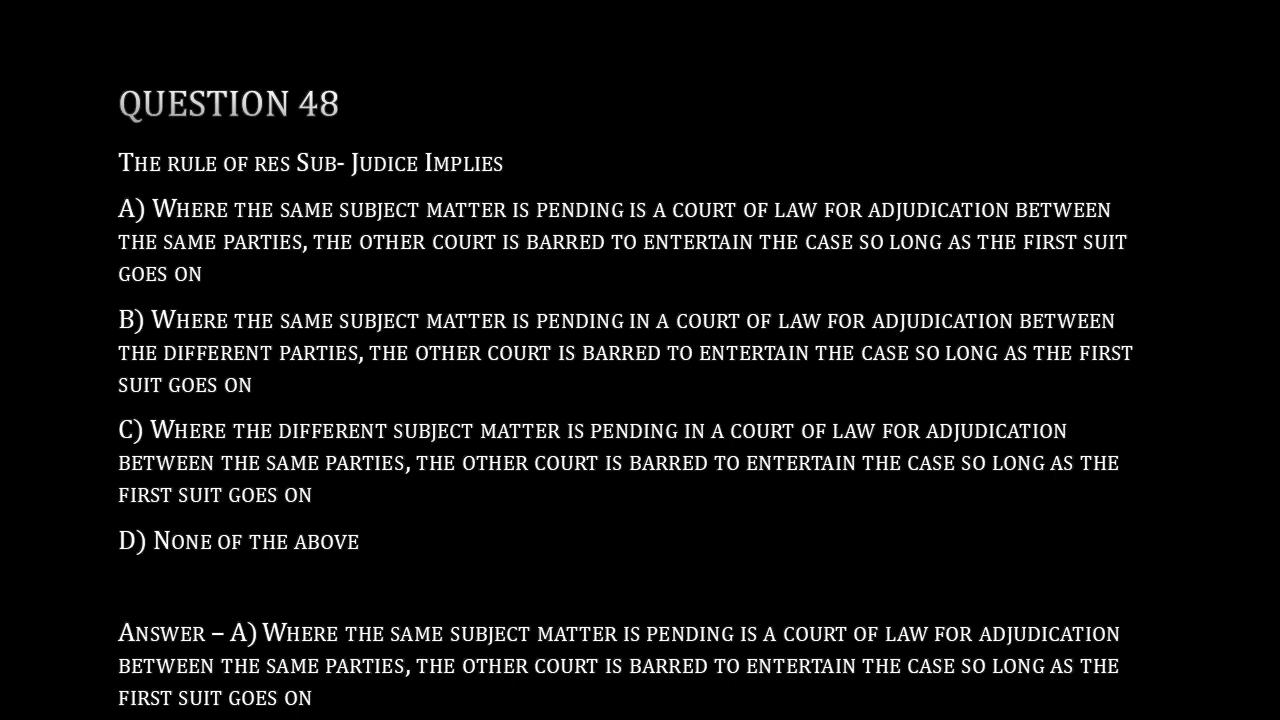 QUESTION 48
The rule of res Sub- Judice Implies
A) Where the same subject matter is pending is a court of law for adjudication between
the same parties, the other court is barred to entertain the case so long as the first suit
goes on
B) Where the same subject matter is pending in a court of law for adjudication between
the different parties, the other court is barred to entertain the case so long as the first
suit goes on
C) Where the different subject matter is pending in a court of law for adjudication
between the same parties, the other court is barred to entertain the case so long as the
first suit goes on
D) None of the above
Answer – A) Where the same subject matter is pending is a court of law for adjudication
between the same parties, the other court is barred to entertain the case so long as the
first suit goes on